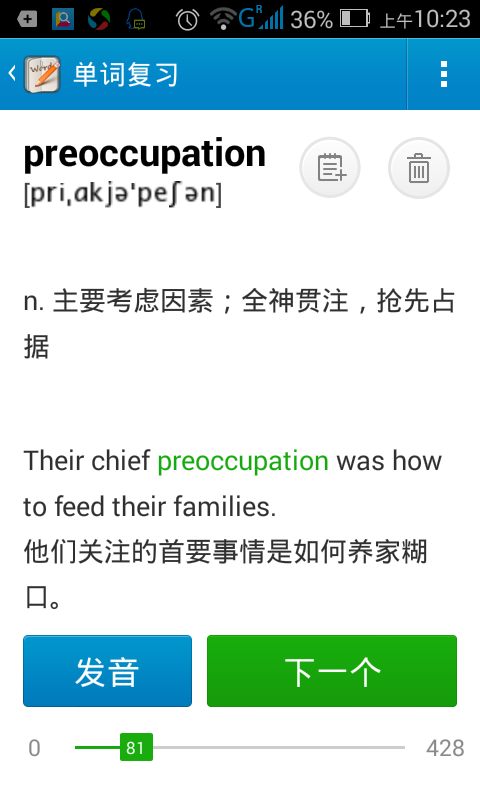 G R 36% 上午10:23
单词复习
preoccupation
[pri,ɑkjə'peʃən]
n. 主要考虑因素；全神贯注，抢先占
据
Their chief preoccupation was how
to feed their families.
他们关注的首要事情是如何养家糊
口。
发音 下一个
0 81 428